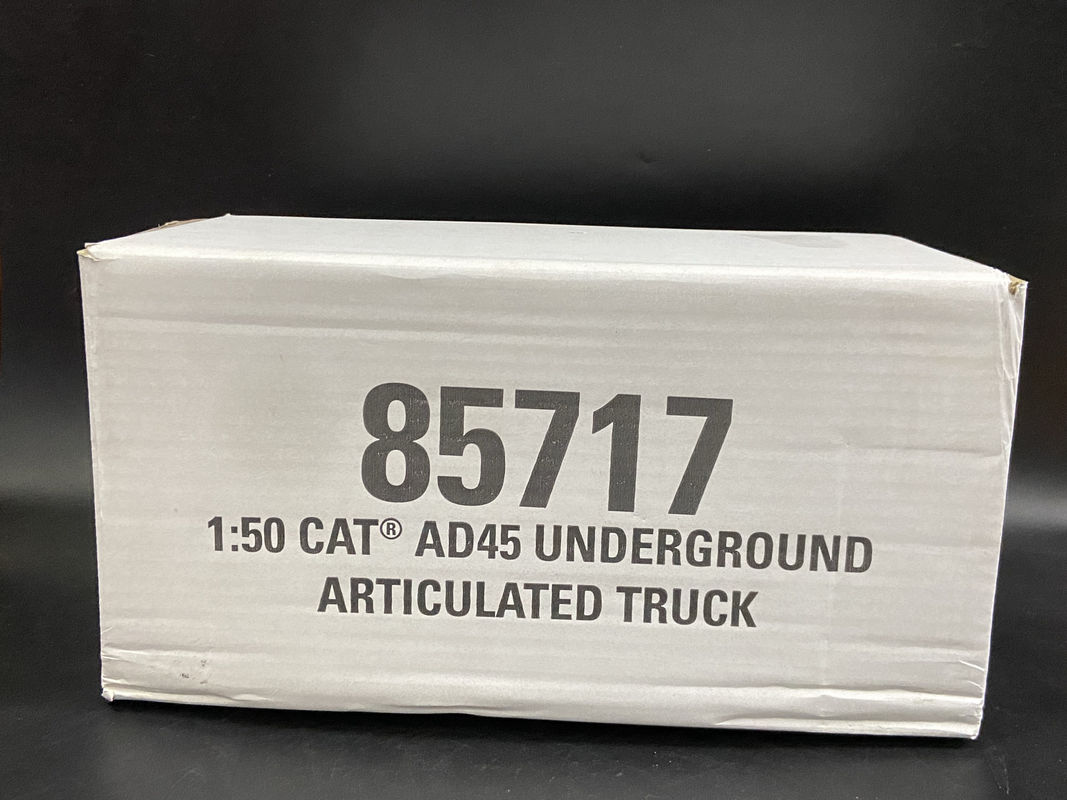 85717
1:50 CAT® AD45 UNDERGROUND
ARTICULATED TRUCK